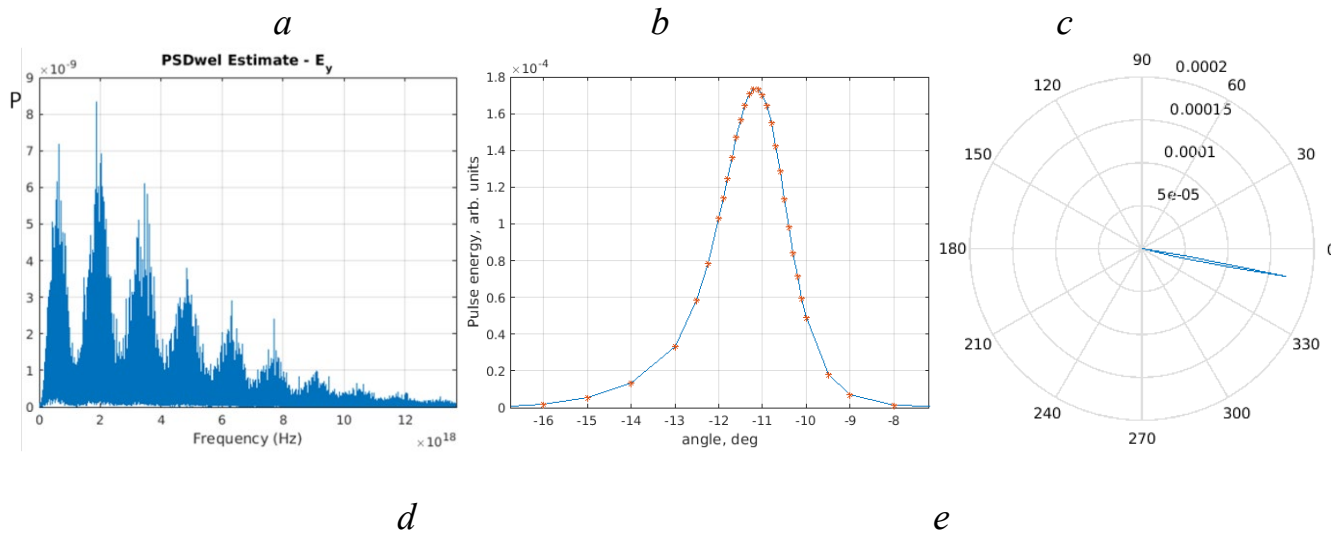 a b c
PSDwel Estimate - E_y
×10^-9
P
9
8
7
6
5
4
3
2
1
0
0 2 4 6 8 10 12
Frequency (Hz)
×10^18
×10^-4
1.8
1.6
1.4
1.2
1
0.8
0.6
0.4
0.2
0
Pulse energy, arb. units
-16 -15 -14 -13 -12 -11 -10 -9 -8
angle, deg
90
0.0002
120 60
0.00015
150 0.0001 30
5e-05
180 0
210 330
240 300
270
d e